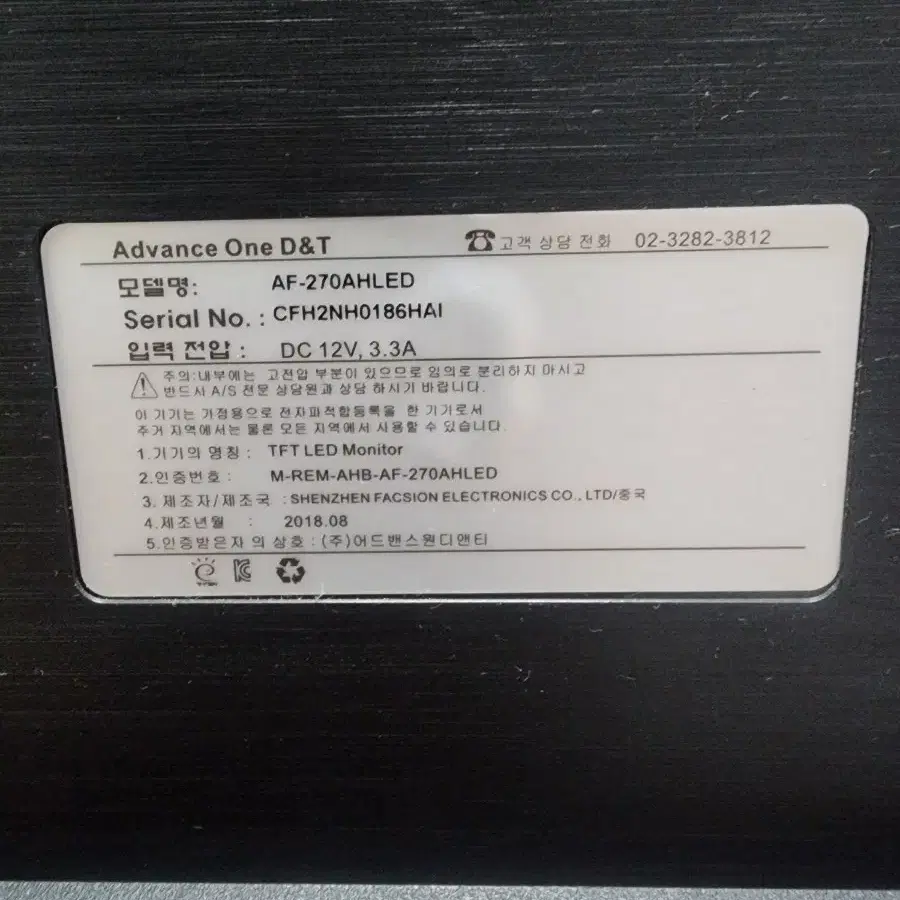 Advance One D&T ☎고객 상담 전화 02-3282-3812
모델명: AF-270AHLED
Serial No. : CFH2NH0186HAI
입력 전압 : DC 12V, 3.3A
주의:내부에는 고전압 부분이 있으므로 임의로 분리하지 마시고
반드시 A/S 전문 상담원과 상담 하시기 바랍니다.
이 기기는 가정용으로 전자파적합등록을 한 기기로서
주거 지역에서는 물론 모든 지역에서 사용할 수 있습니다.
1.기기의 명칭 : TFT LED Monitor
2.인증번호 : M-REM-AHB-AF-270AHLED
3. 제조자/제조국 :SHENZHEN FACSION ELECTRONICS CO., LTD/중국
4.제조년월 : 2018.08
5.인증받은자 의 상호 : (주)어드밴스원디앤티